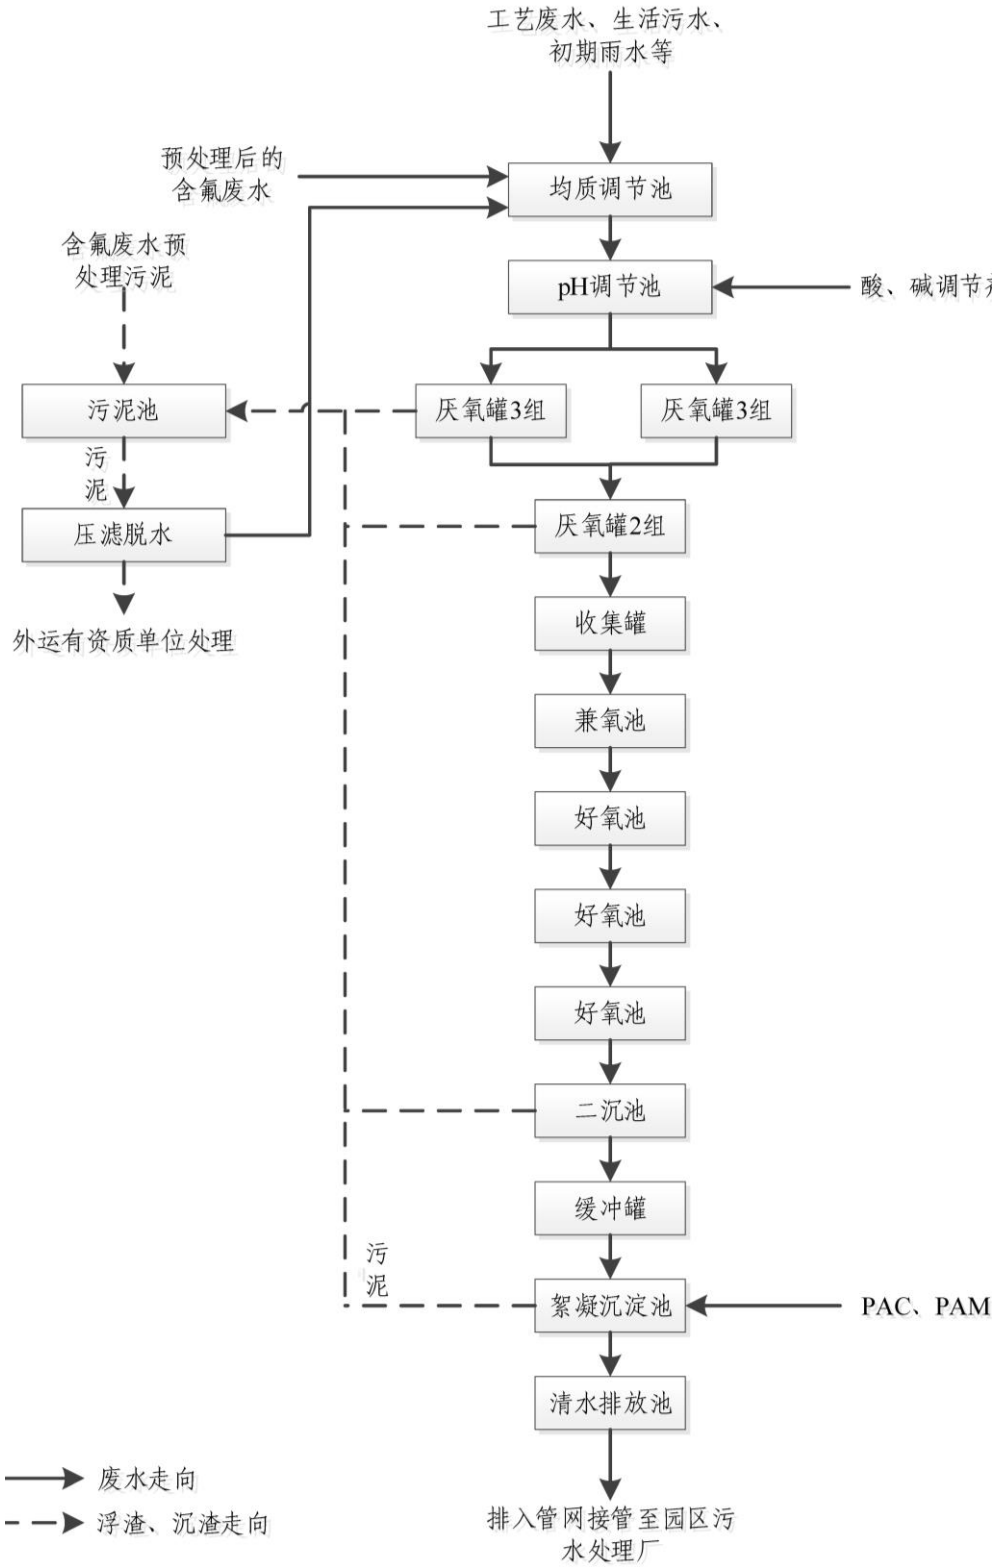 工艺废水、生活污水、
初期雨水等
预处理后的
含氟废水
均质调节池
含氟废水预
处理污泥
pH调节池
酸、碱调节
污泥池
厌氧罐3组
厌氧罐3组
污
泥
压滤脱水
厌氧罐2组
外运有资质单位处理
收集罐
兼氧池
好氧池
好氧池
好氧池
二沉池
缓冲罐
污
泥
絮凝沉淀池
PAC、PAM
清水排放池
废水走向
浮渣、沉渣走向
排入管网接管至园区污
水处理厂